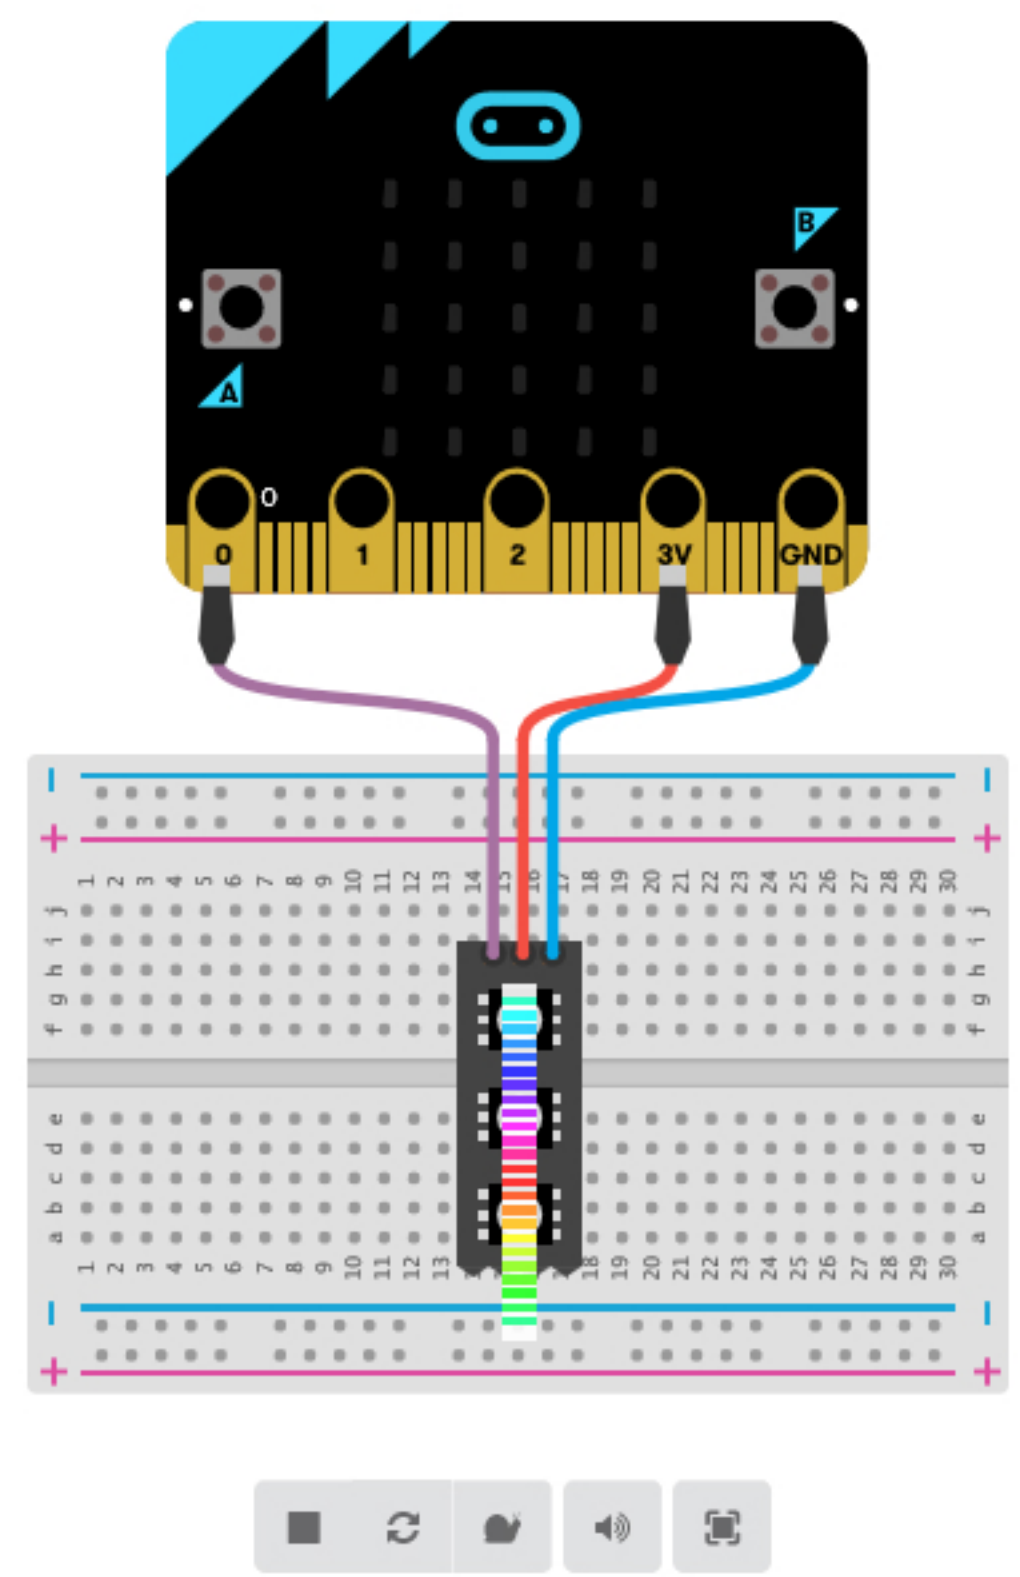 B
A
0
0 1 2 3V GND
1 2 3 4 5 6 7 8 9 10 11 12 13 14 15 16 17 18 19 20 21 22 23 24 25 26 27 28 29 30
j j
i i
h h
g g
f f
e e
d d
c c
b b
a a
1 2 3 4 5 6 7 8 9 10 11 12 13 18 19 20 21 22 23 24 25 26 27 28 29 30